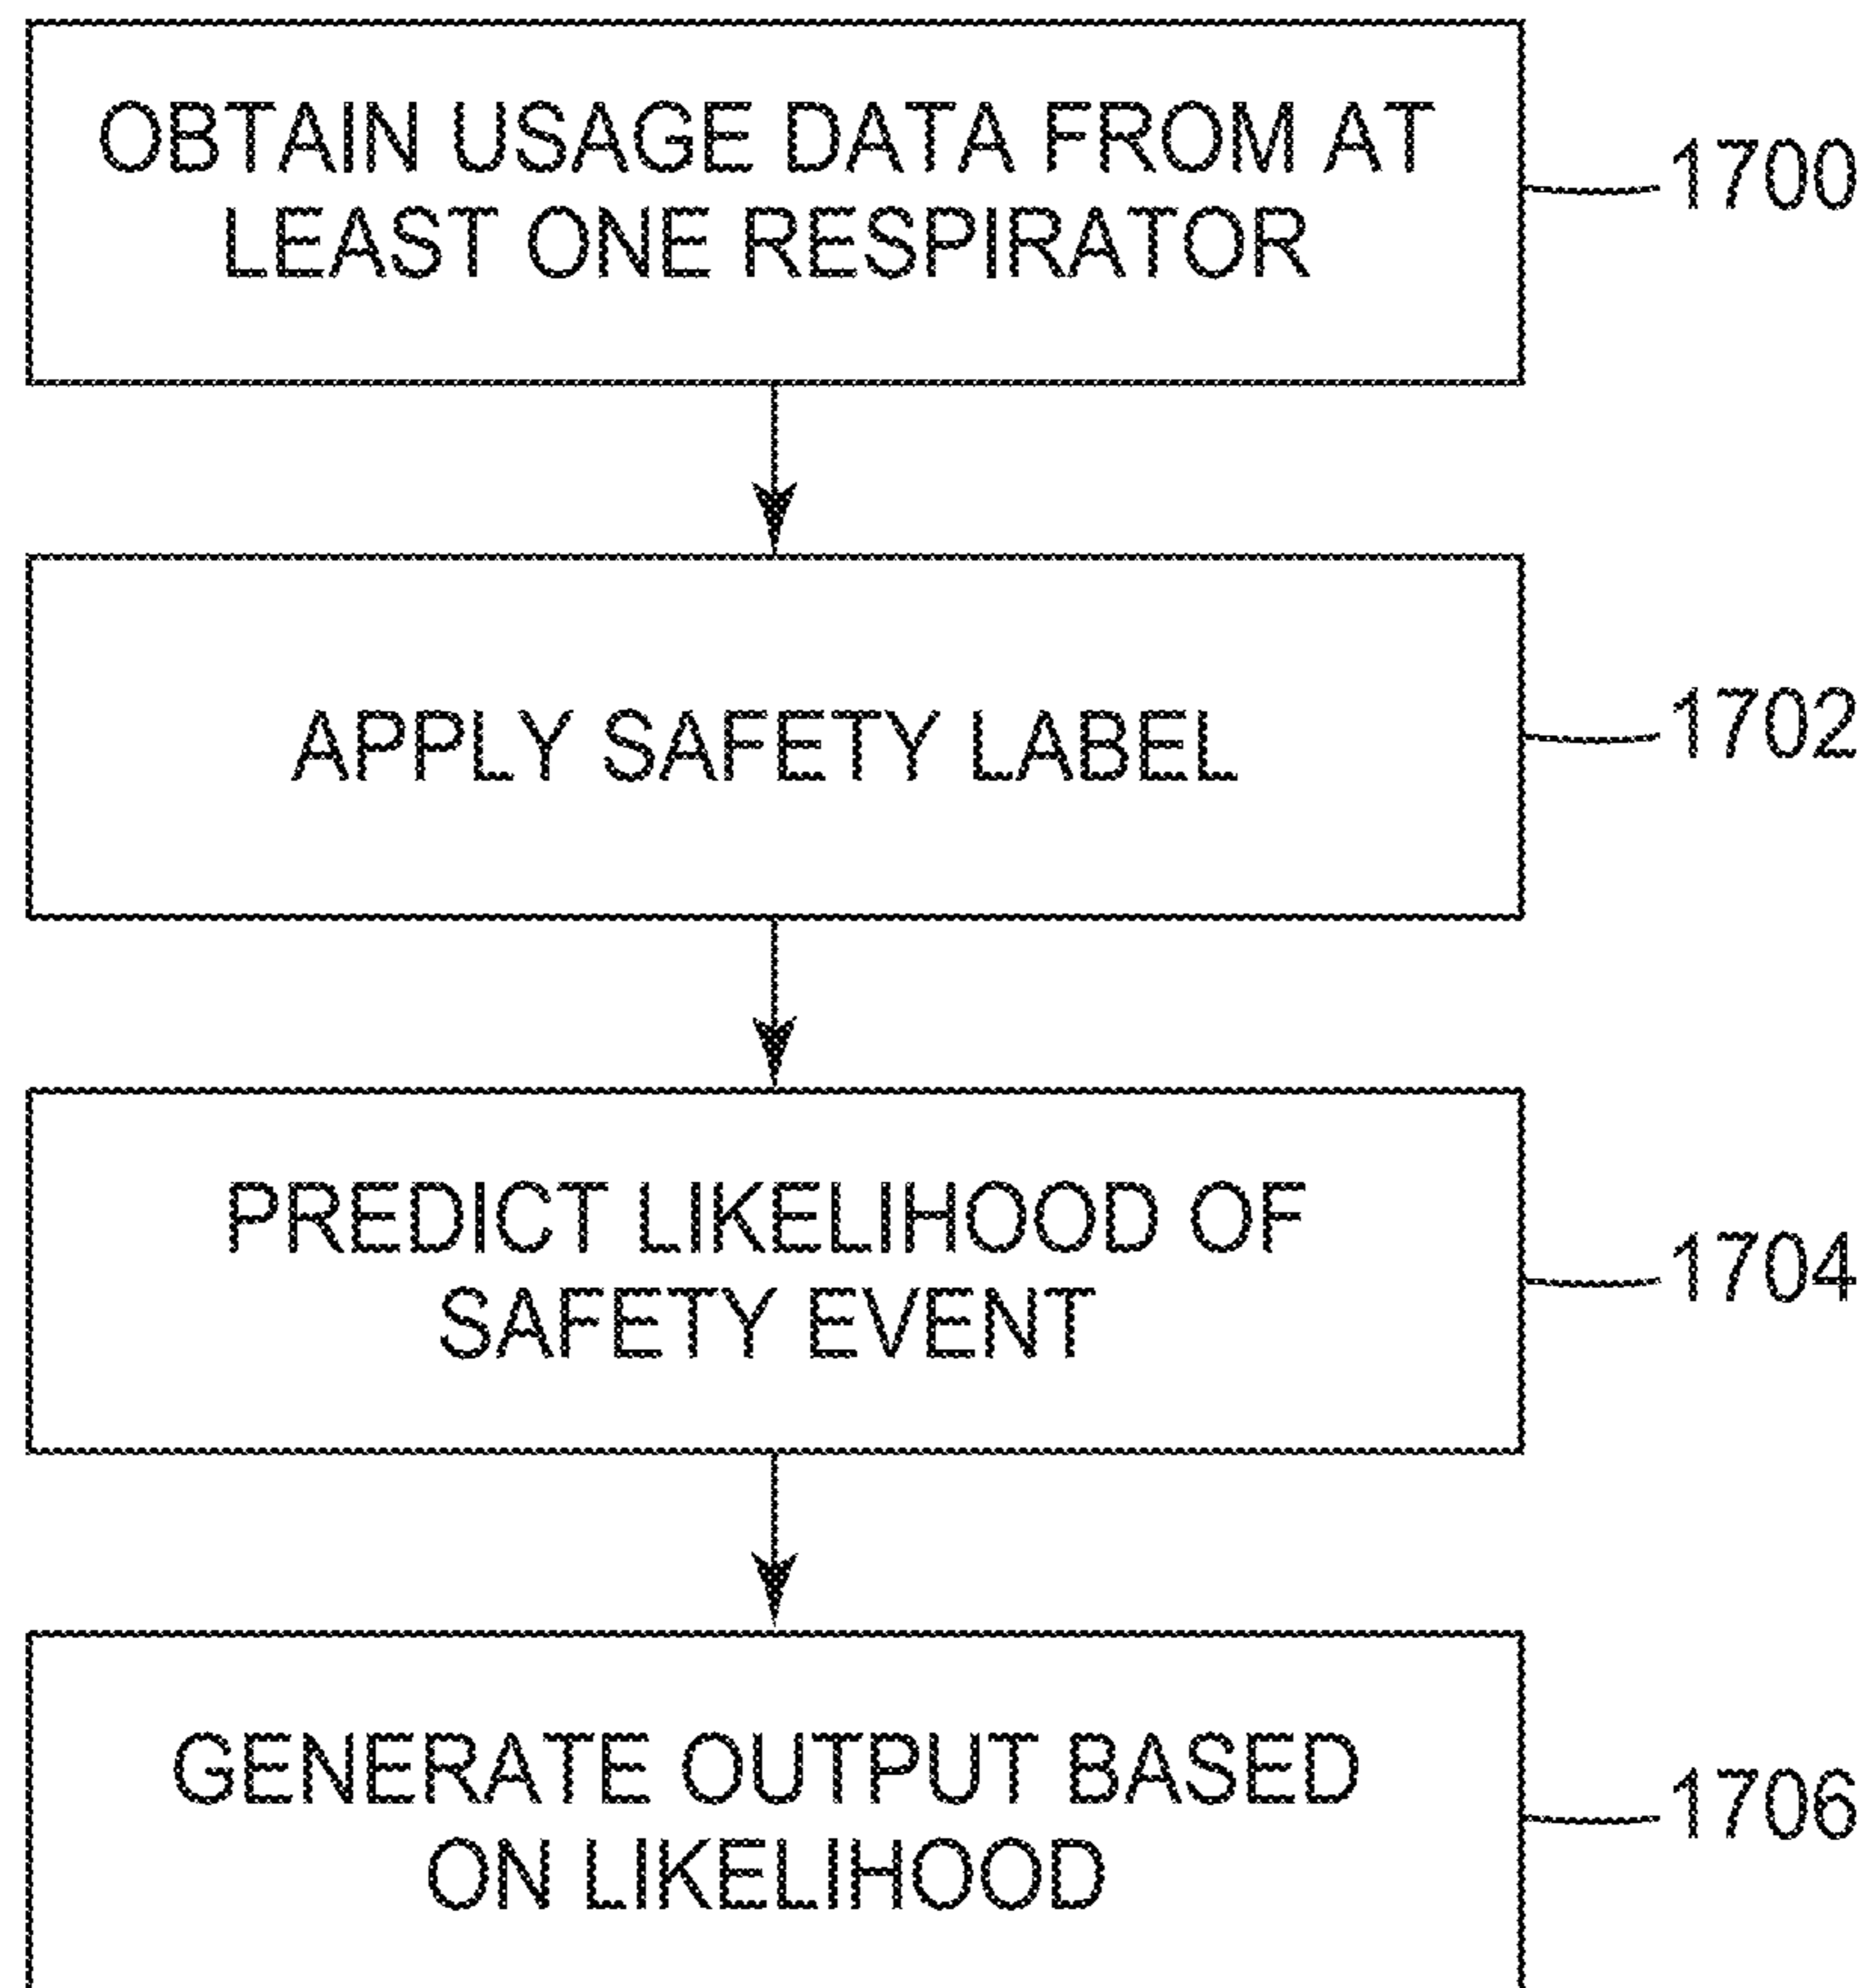 OBTAIN USAGE DATA FROM AT
LEAST ONE RESPIRATOR
1700
APPLY SAFETY LABEL
1702
PREDICT LIKELIHOOD OF
SAFETY EVENT
1704
GENERATE OUTPUT BASED
ON LIKELIHOOD
1706